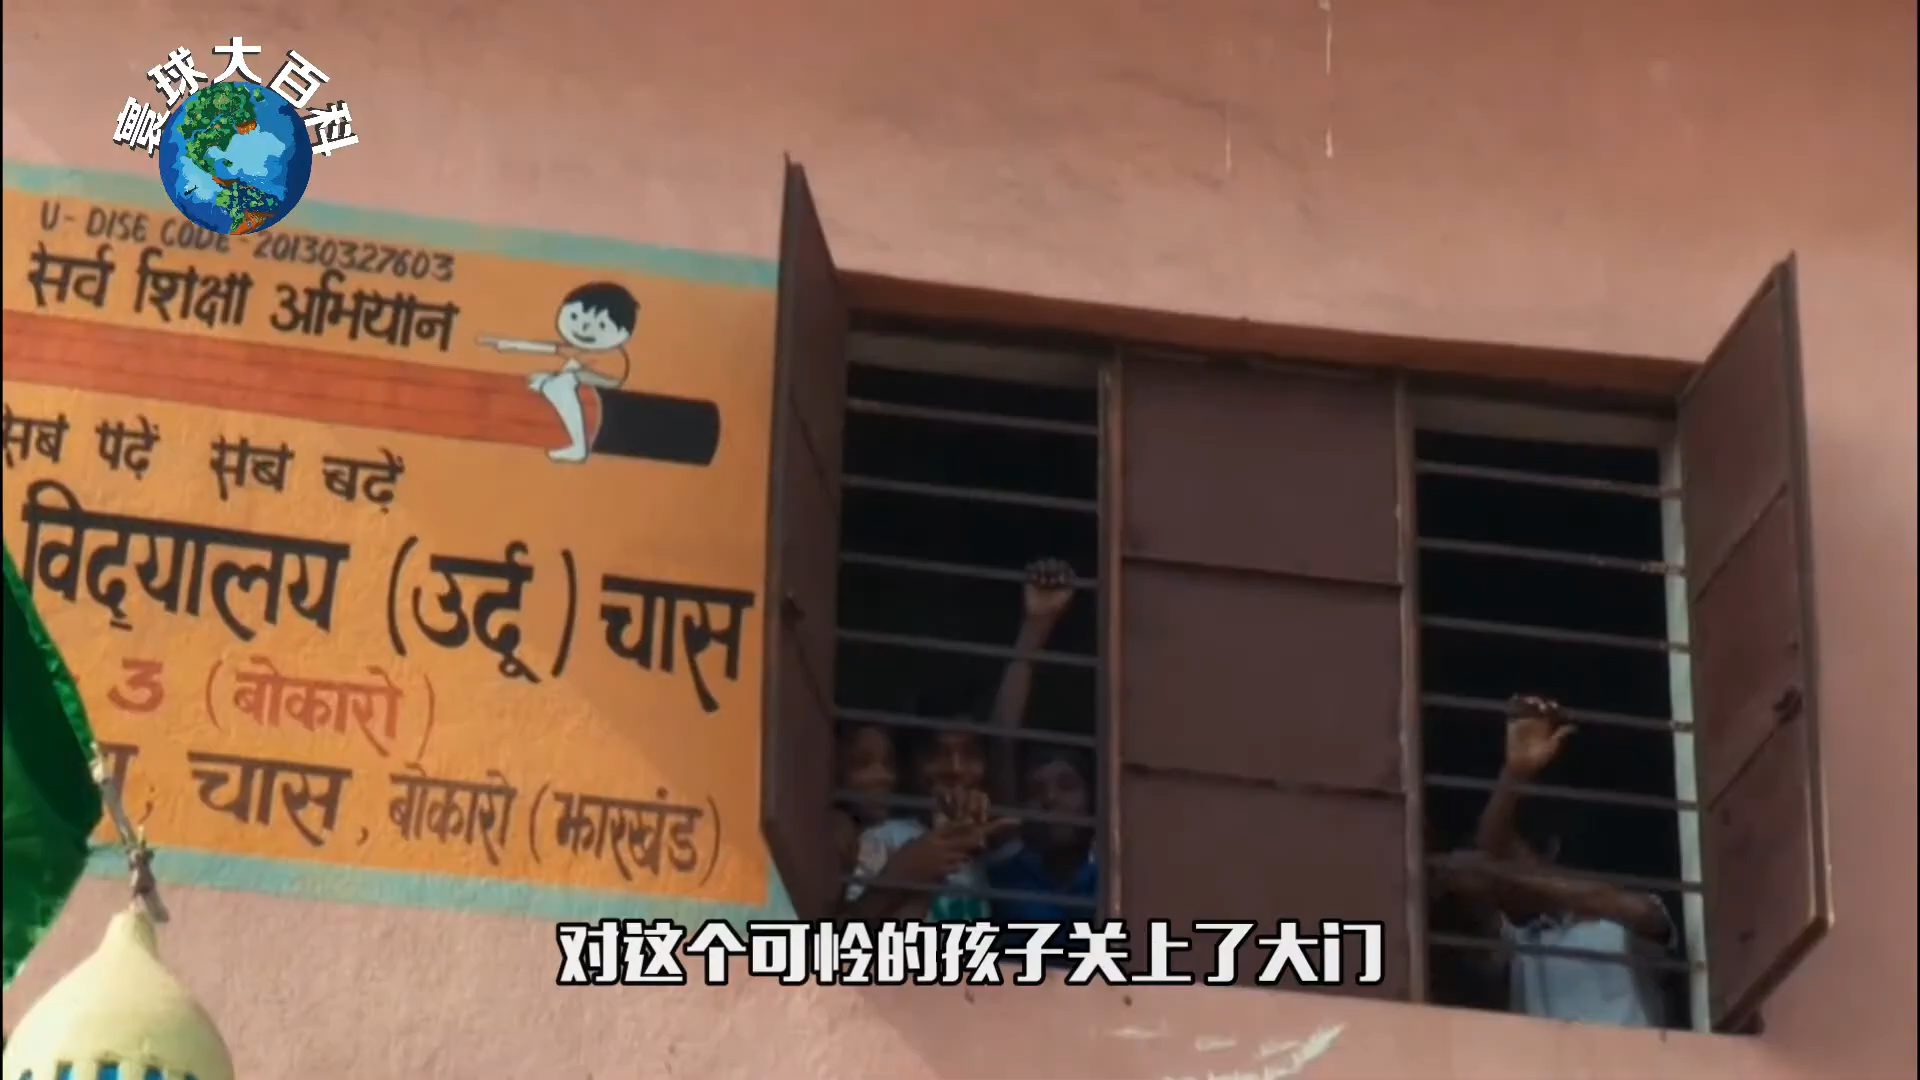 寰球大百科
U-DISE CODE-20130327603
सर्व शिक्षा अभियान
सब पढ़ें सब बढ़ें
विद्यालय (उर्दू) चास
3 (बोकारो)
चास, बोकारो (झारखंड)
对这个可怜的孩子关上了大门